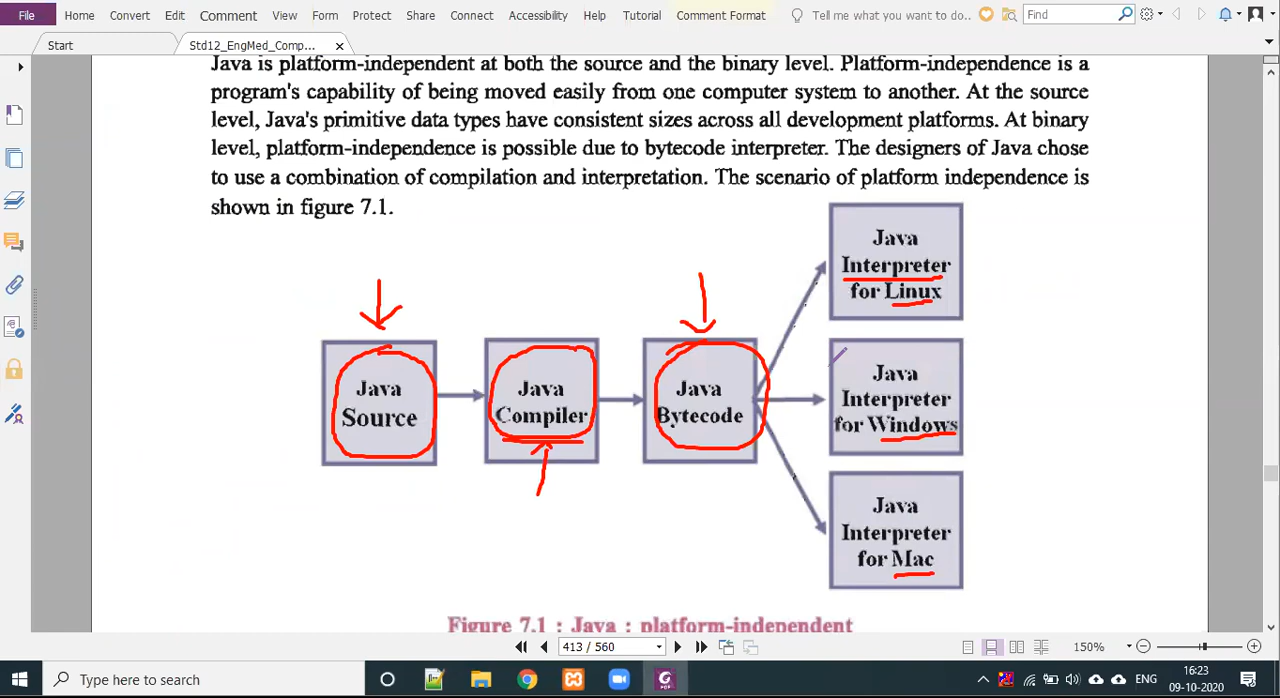 File Home Convert Edit Comment View Form Protect Share Connect Accessibility Help Tutorial Comment Format Tell me what you want to do.. Find
Start Std12_EngMed_Comp...
Java is platform-independent at both the source and the binary level. Platform-independence is a
program's capability of being moved easily from one computer system to another. At the source
level, Java's primitive data types have consistent sizes across all development platforms. At binary
level, platform-independence is possible due to bytecode interpreter. The designers of Java chose
to use a combination of compilation and interpretation. The scenario of platform independence is
shown in figure 7.1.
Java
Source
Java
Compiler
Java
Bytecode
Java
Interpreter
for Linux
Java
Interpreter
for Windows
Java
Interpreter
for Mac
Figure 7.1 : Java : platform-independent
413 / 560 150%
Type here to search ENG 16:23
09-10-2020